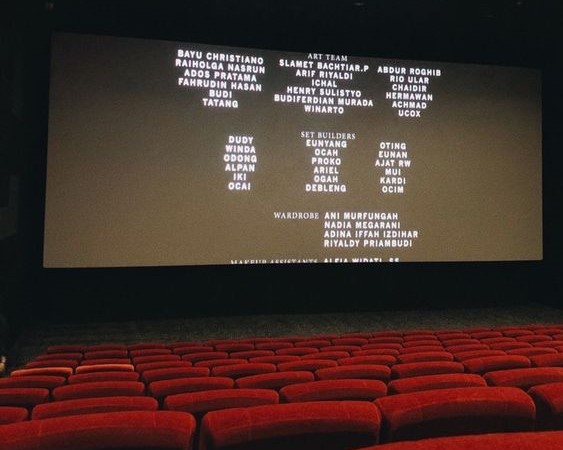 ART TEAM
BAYU CHRISTIANO SLAMET BACHTIAR.P ABDUR ROGHIB
RAIHOLGA NASRUN ARIF RIYALDI RIO ULAR
ADOS PRATAMA ICHAL CHAIDIR
FAHRUDIN HASAN HENRY SULISTYO HERMAWAN
BUDI BUDIFERDIAN MURADA ACHMAD
TATANG WINARTO UCOX
SET BUILDERS
DUDY EUNYANG OTING
WINDA OCAH EUNAN
ODONG PROKO AJAT RW
ALPAN ARIEL MUI
IKI OGAH KARDI
OCAI DEBLENG OCIM
WARDROBE ANI MURFUNGAH
NADIA MEGARANI
ADINA IFFAH IZDIHAR
RIYALDY PRIAMBUDI
MAKEUP ASSISTANTS